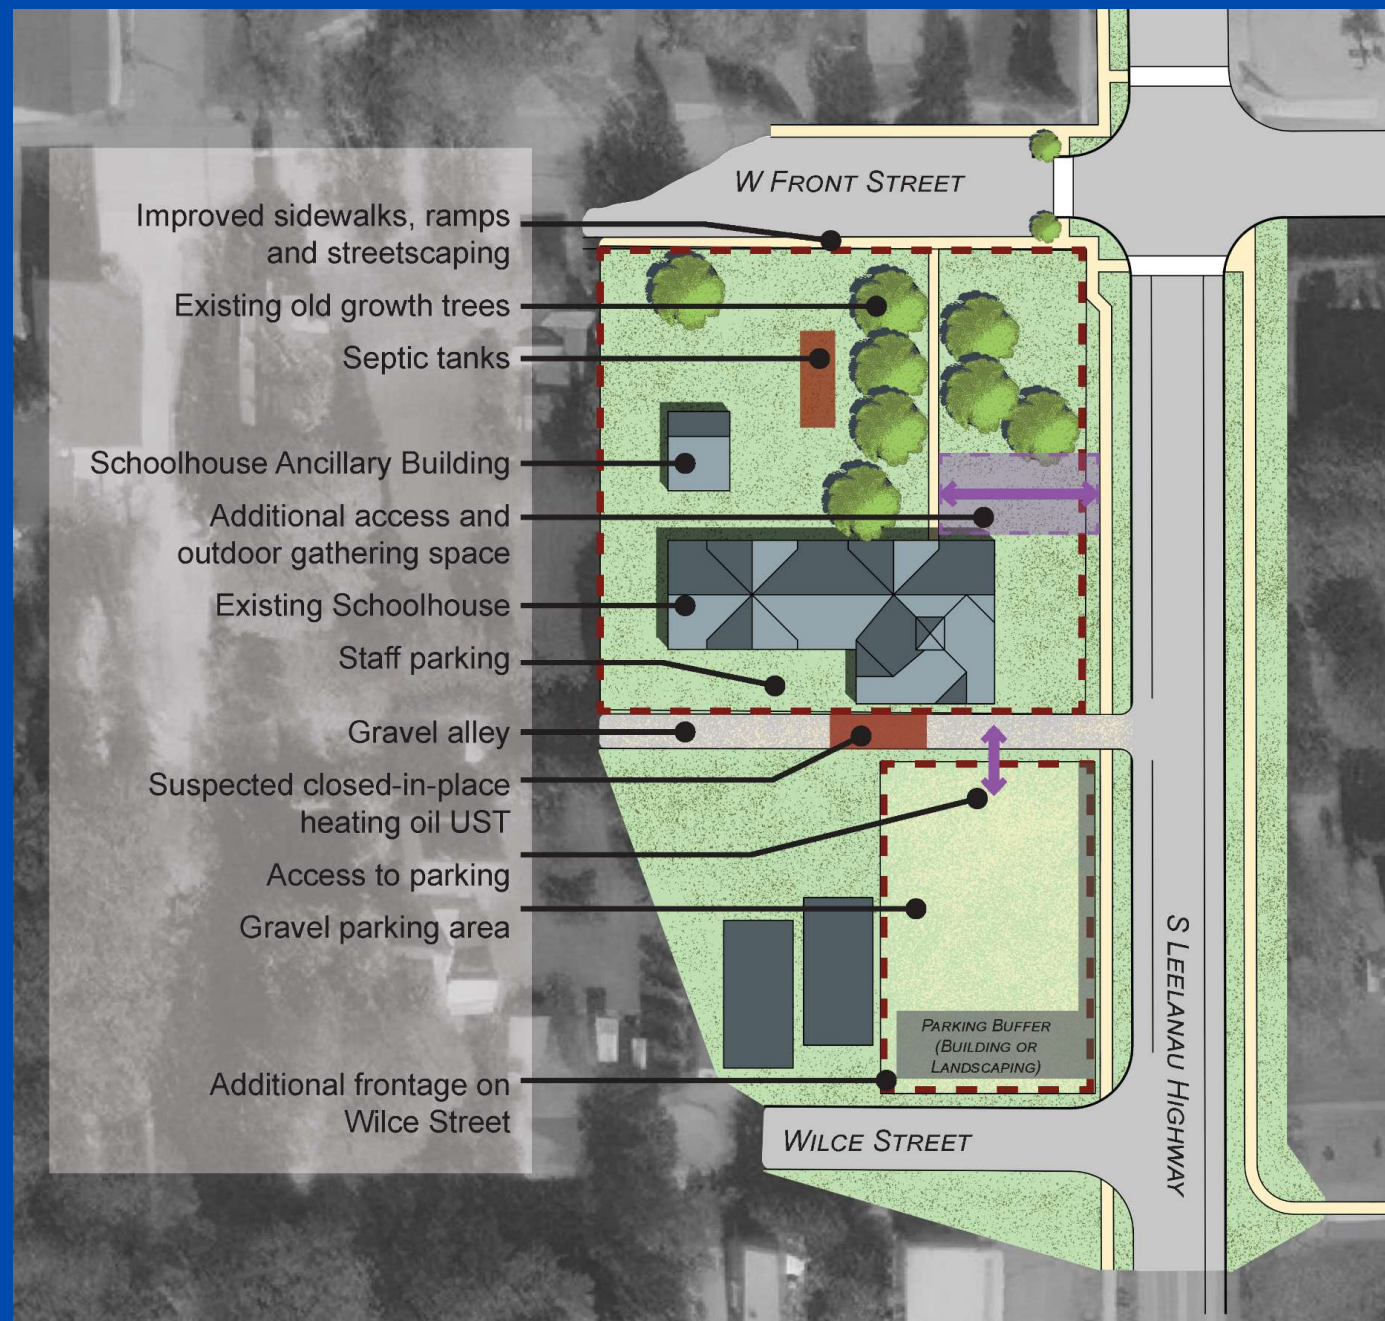 W Front Street
Improved sidewalks, ramps
and streetscaping
Existing old growth trees
Septic tanks
Schoolhouse Ancillary Building
Additional access and
outdoor gathering space
Existing Schoolhouse
Staff parking
Gravel alley
Suspected closed-in-place
heating oil UST
Access to parking
Gravel parking area
S Leelanau Highway
Parking Buffer
(Building or
Landscaping)
Additional frontage on
Wilce Street
Wilce Street